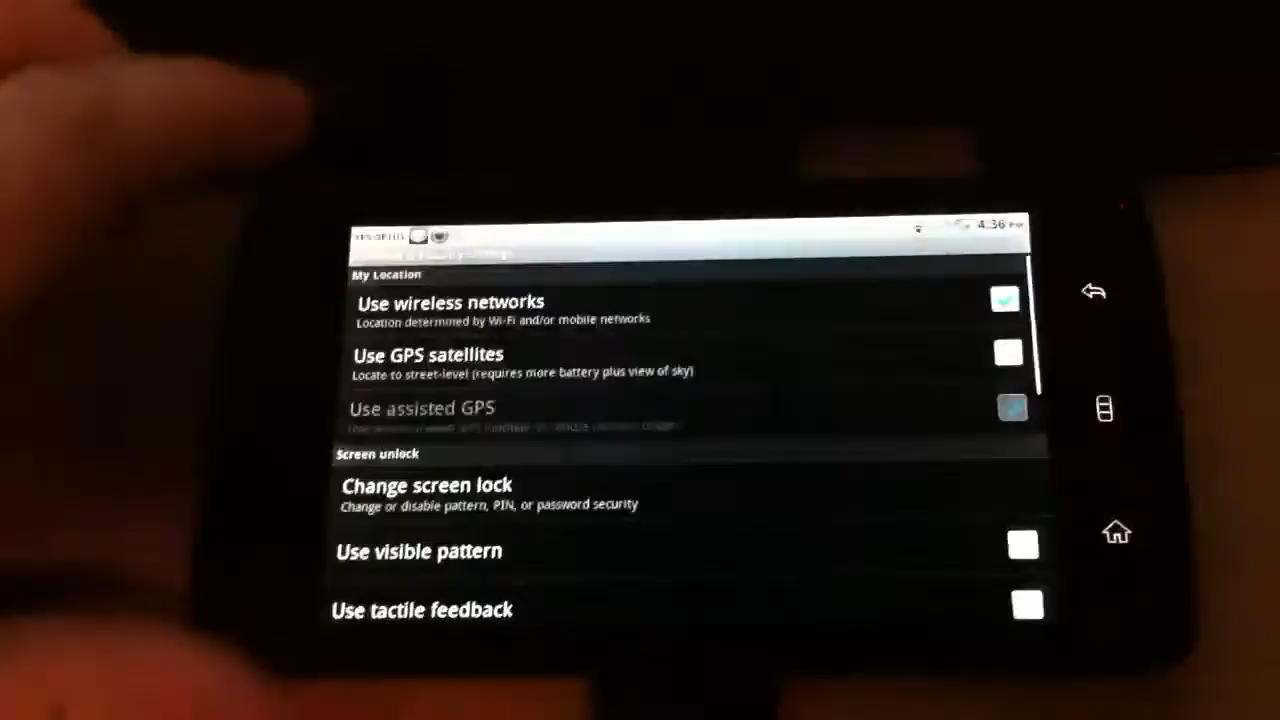 4:36 PM
My Location
Use wireless networks
Location determined by Wi-Fi and/or mobile networks
Use GPS satellites
Locate to street-level (requires more battery plus view of sky)
Use assisted GPS
Screen unlock
Change screen lock
Change or disable pattern, PIN, or password security
Use visible pattern
Use tactile feedback